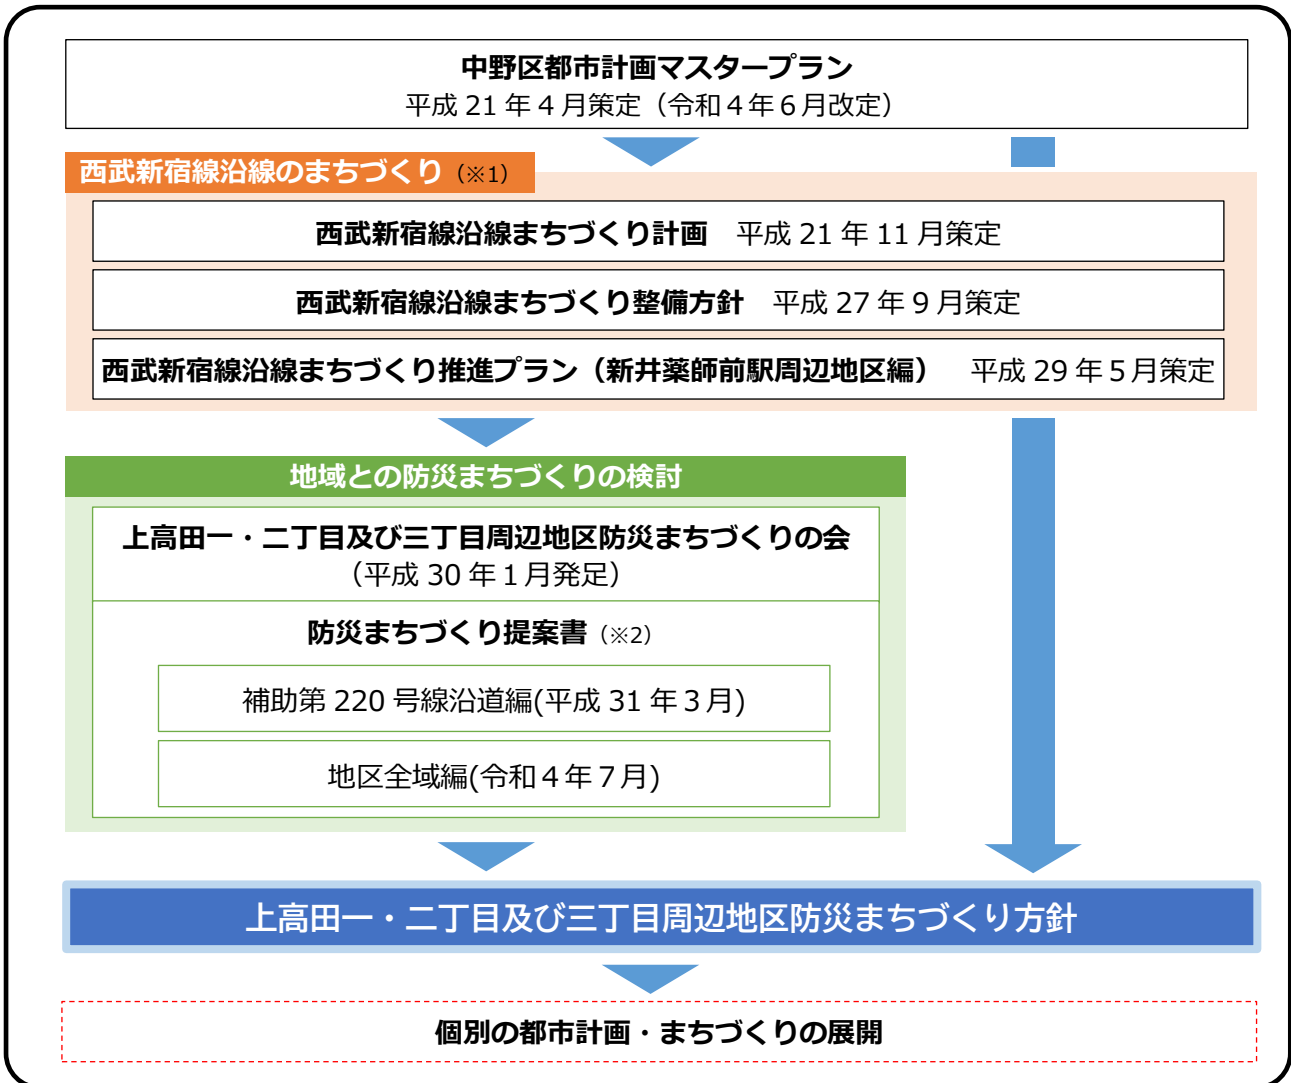 中野区都市計画マスタープラン
平成 21 年４月策定（令和４年６月改定）
西武新宿線沿線のまちづくり（※1）
西武新宿線沿線まちづくり計画　平成 21 年 11 月策定
西武新宿線沿線まちづくり整備方針　平成 27 年９月策定
西武新宿線沿線まちづくり推進プラン（新井薬師前駅周辺地区編）　平成 29 年５月策定
地域との防災まちづくりの検討
上高田一・二丁目及び三丁目周辺地区防災まちづくりの会
（平成 30 年１月発足）
防災まちづくり提案書（※2）
補助第 220 号線沿道編(平成 31 年３月)
地区全域編(令和４年７月)
上高田一・二丁目及び三丁目周辺地区防災まちづくり方針
個別の都市計画・まちづくりの展開